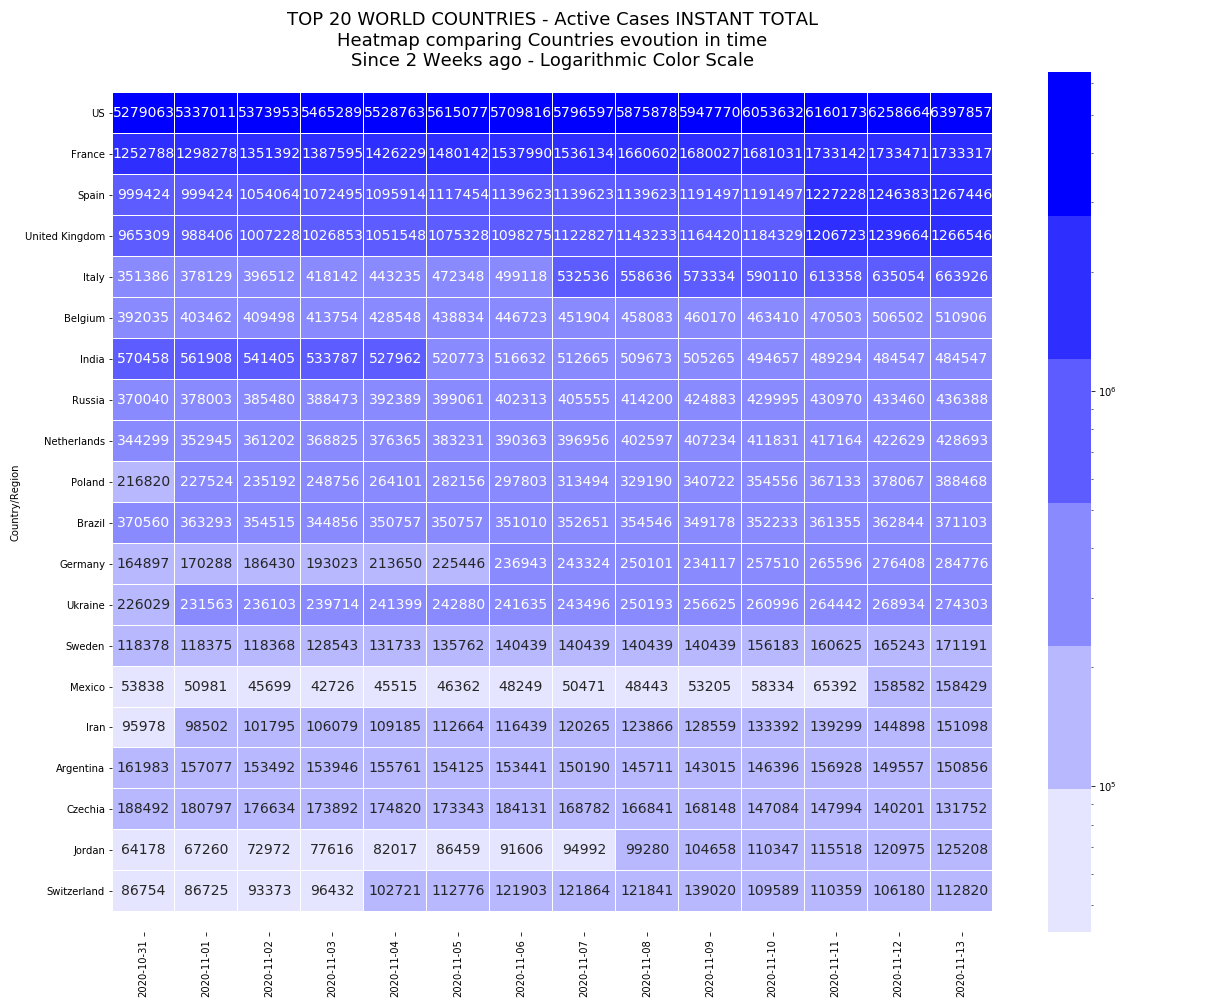 TOP 20 WORLD COUNTRIES - Active Cases INSTANT TOTAL
Heatmap comparing Countries evoution in time
Since 2 Weeks ago - Logarithmic Color Scale
US 5279063 5337011 5373953 5465289 5528763 5615077 5709816 5796597 5875878 5947770 6053632 6160173 6258664 6397857
France 1252788 1298278 1351392 1387595 1426229 1480142 1537990 1536134 1660602 1680027 1681031 1733142 1733471 1733317
Spain 999424 999424 1054064 1072495 1095914 1117454 1139623 1139623 1139623 1191497 1191497 1227228 1246383 1267446
United Kingdom 965309 988406 1007228 1026853 1051548 1075328 1098275 1122827 1143233 1164420 1184329 1206723 1239664 1266546
Italy 351386 378129 396512 418142 443235 472348 499118 532536 558636 573334 590110 613358 635054 663926
Belgium 392035 403462 409498 413754 428548 438834 446723 451904 458083 460170 463410 470503 506502 510906
India 570458 561908 541405 533787 527962 520773 516632 512665 509673 505265 494657 489294 484547 484547
Russia 370040 378003 385480 388473 392389 399061 402313 405555 414200 424883 429995 430970 433460 436388
Netherlands 344299 352945 361202 368825 376365 383231 390363 396956 402597 407234 411831 417164 422629 428693
Poland 216820 227524 235192 248756 264101 282156 297803 313494 329190 340722 354556 367133 378067 388468
Brazil 370560 363293 354515 344856 350757 350757 351010 352651 354546 349178 352233 361355 362844 371103
Germany 164897 170288 186430 193023 213650 225446 236943 243324 250101 234117 257510 265596 276408 284776
Ukraine 226029 231563 236103 239714 241399 242880 241635 243496 250193 256625 260996 264442 268934 274303
Sweden 118378 118375 118368 128543 131733 135762 140439 140439 140439 140439 156183 160625 165243 171191
Mexico 53838 50981 45699 42726 45515 46362 48249 50471 48443 53205 58334 65392 158582 158429
Iran 95978 98502 101795 106079 109185 112664 116439 120265 123866 128559 133392 139299 144898 151098
Argentina 161983 157077 153492 153946 155761 154125 153441 150190 145711 143015 146396 156928 149557 150856
Czechia 188492 180797 176634 173892 174820 173343 184131 168782 166841 168148 147084 147994 140201 131752
Jordan 64178 67260 72972 77616 82017 86459 91606 94992 99280 104658 110347 115518 120975 125208
Switzerland 86754 86725 93373 96432 102721 112776 121903 121864 121841 139020 109589 110359 106180 112820
2020-10-31 2020-11-01 2020-11-02 2020-11-03 2020-11-04 2020-11-05 2020-11-06 2020-11-07 2020-11-08 2020-11-09 2020-11-10 2020-11-11 2020-11-12 2020-11-13
Country/Region
10⁶
10⁵